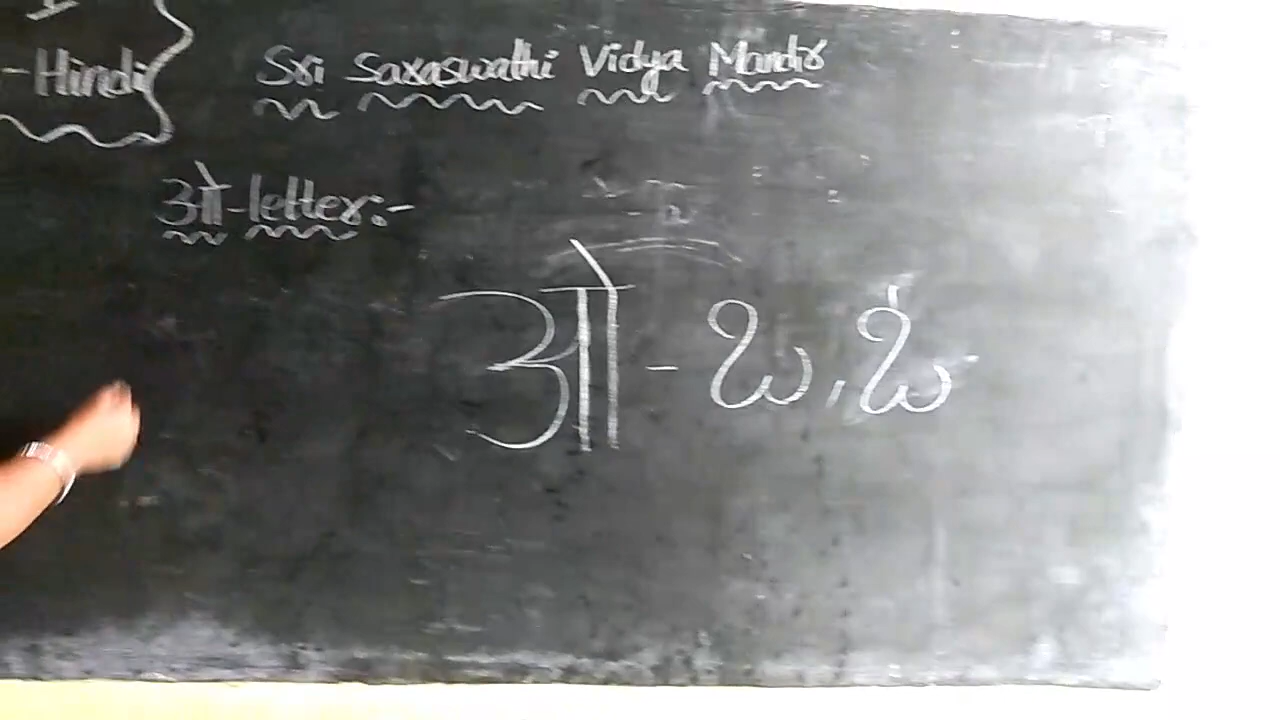 I
-Hindi
Sri Saraswathi Vidya Mandir
ओ-letter:-
ओ - ఒ, ఓ